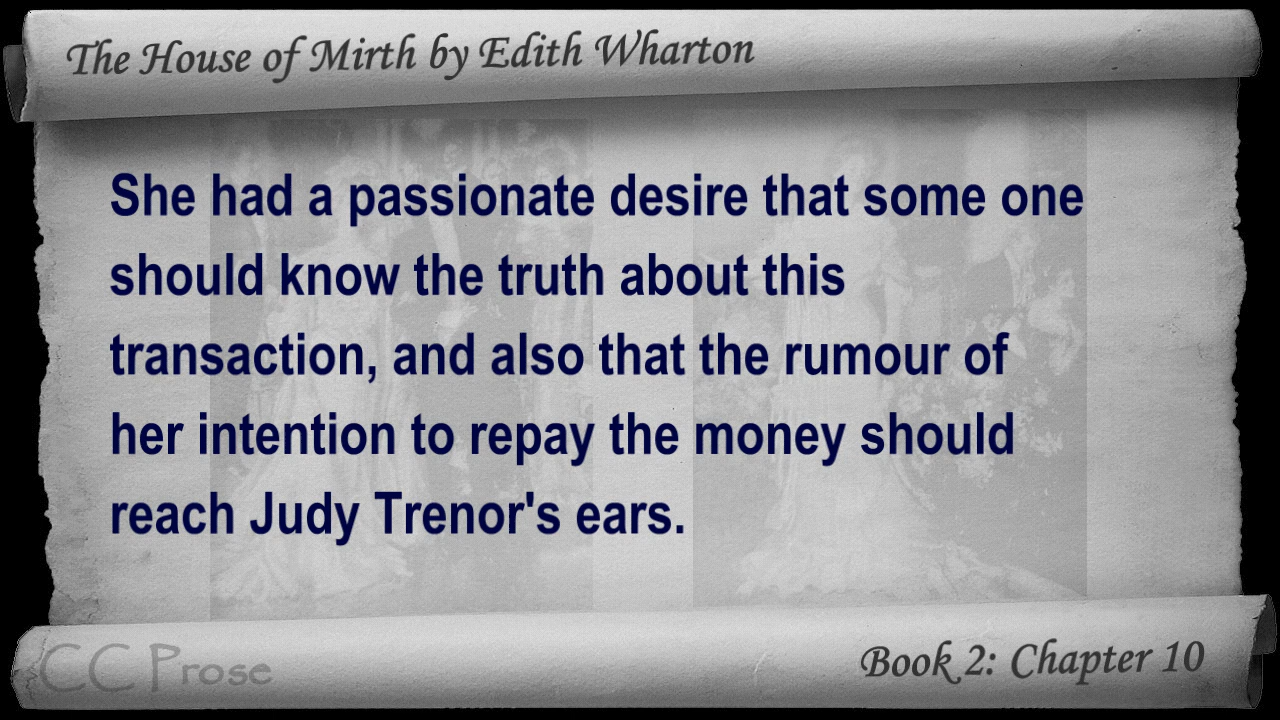 The House of Mirth by Edith Wharton
She had a passionate desire that some one
should know the truth about this
transaction, and also that the rumour of
her intention to repay the money should
reach Judy Trenor's ears.
CC Prose
Book 2: Chapter 10